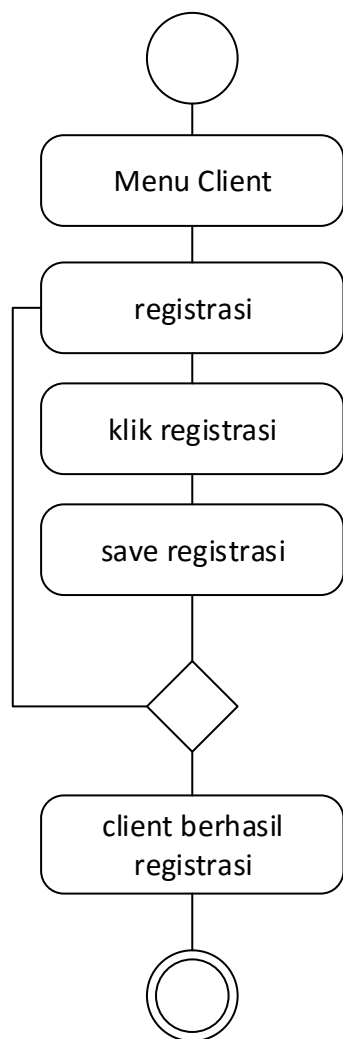 Menu Client
registrasi
klik registrasi
save registrasi
client berhasil
registrasi